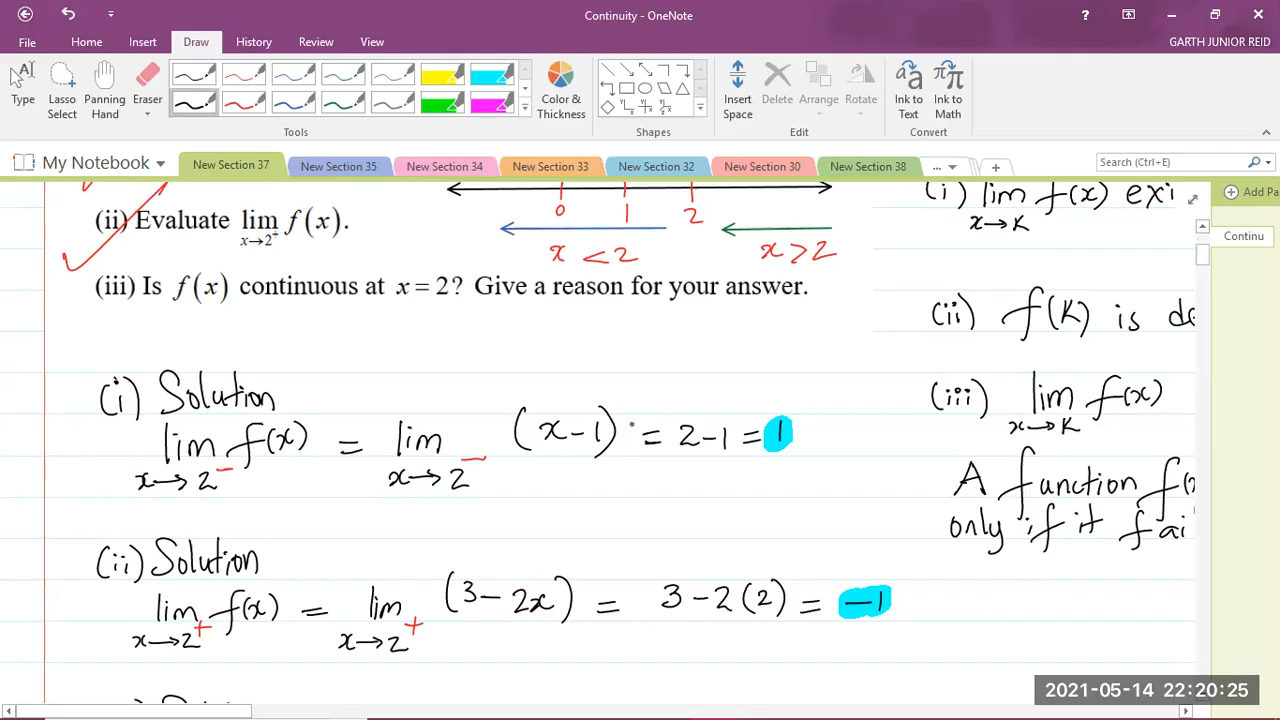 Continuity - OneNote
?
File
Home
Insert
Draw
History
Review
View
GARTH JUNIOR REID
Type
Lasso Select
Panning Hand
Eraser
Color & Thickness
Insert Space
Delete
Arrange
Rotate
Ink to Text
Ink to Math
Tools
Shapes
Edit
Convert
My Notebook
New Section 37
New Section 35
New Section 34
New Section 33
New Section 32
New Section 30
New Section 38
...
Search (Ctrl+E)
Add Pa
Continu
0 1 2
x < 2 x > 2
(ii) Evaluate lim x→2⁺ f(x).
(iii) Is f(x) continuous at x = 2? Give a reason for your answer.
(i) Solution
lim x→2⁻ f(x) = lim x→2⁻ (x-1) = 2-1 = 1
(ii) Solution
lim x→2⁺ f(x) = lim x→2⁺ (3-2x) = 3-2(2) = -1
(i) lim x→K f(x) exi
(ii) f(K) is de
(iii) lim x→K f(x)
A function f(x
only if it fai
2021-05-14 22:20:25